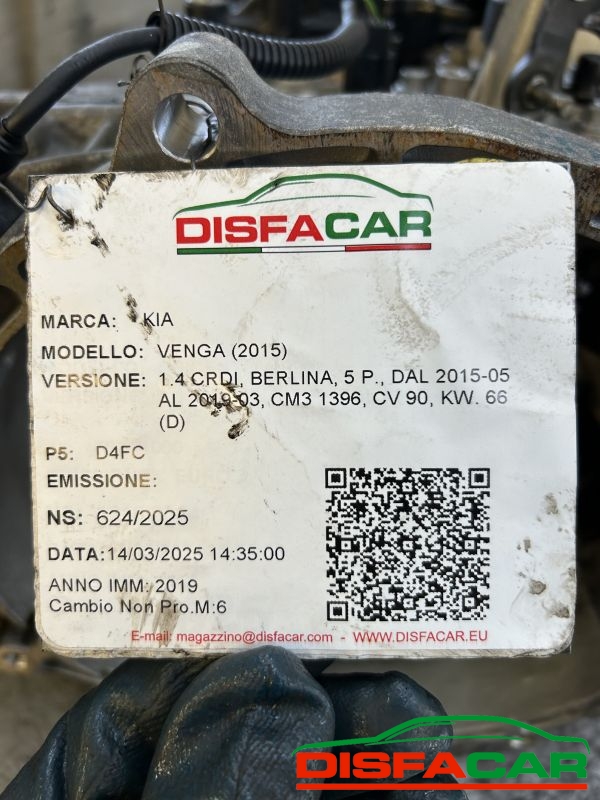 DISFACAR
MARCA: KIA
MODELLO: VENGA (2015)
VERSIONE: 1.4 CRDI, BERLINA, 5 P., DAL 2015-05
AL 2019-03, CM3 1396, CV 90, KW. 66
(D)
P5: D4FC
EMISSIONE:
NS: 624/2025
DATA:14/03/2025 14:35:00
ANNO IMM: 2019
Cambio Non Pro.M:6
E-mail: magazzino@disfacar.com - WWW.DISFACAR.EU
DISFACAR